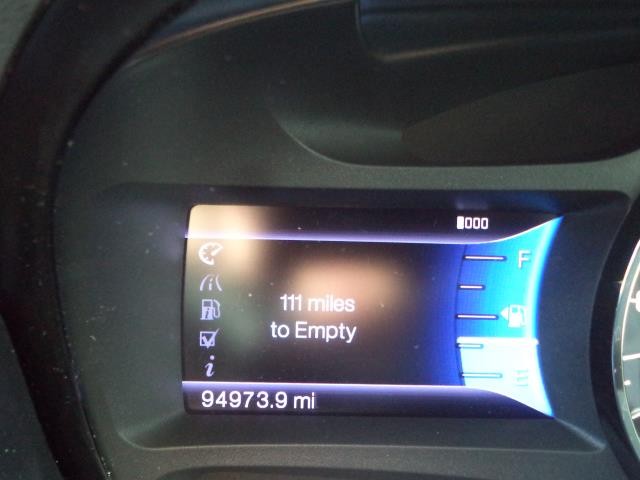 F
111 miles
to Empty
E
94973.9 mi